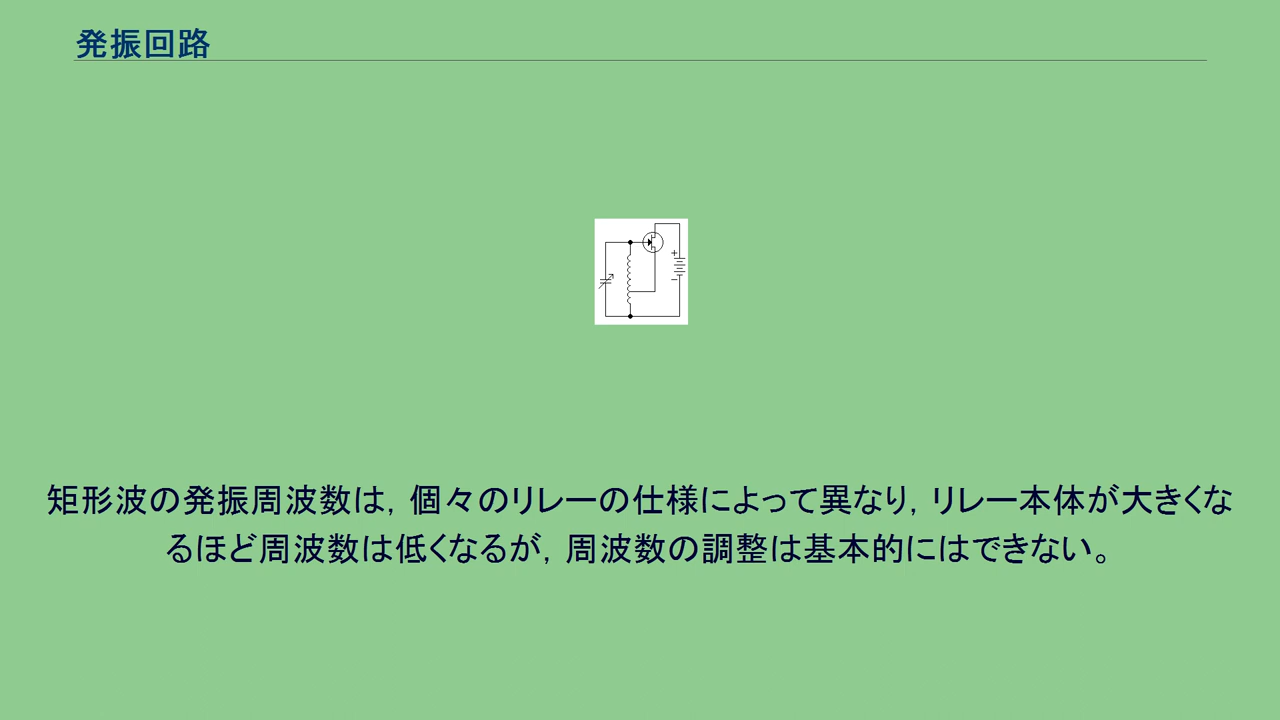 発振回路
+
−
矩形波の発振周波数は, 個々のリレーの仕様によって異なり, リレー本体が大きくな
るほど周波数は低くなるが, 周波数の調整は基本的にはできない。